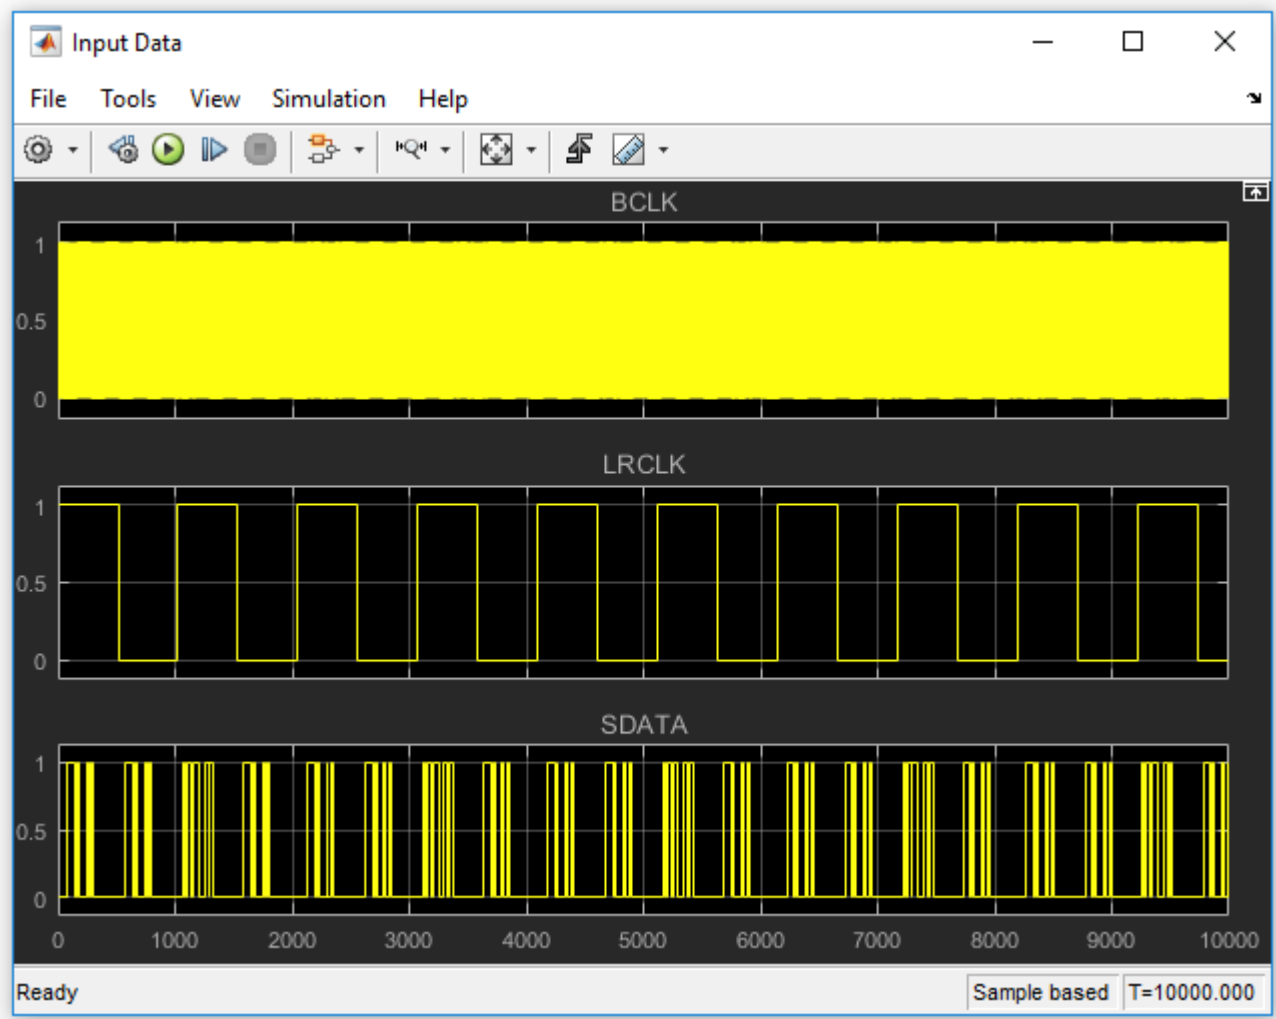 Input Data
File Tools View Simulation Help
BCLK
1
0.5
0
LRCLK
1
0.5
0
SDATA
1
0.5
0
0 1000 2000 3000 4000 5000 6000 7000 8000 9000 10000
Ready Sample based T=10000.000